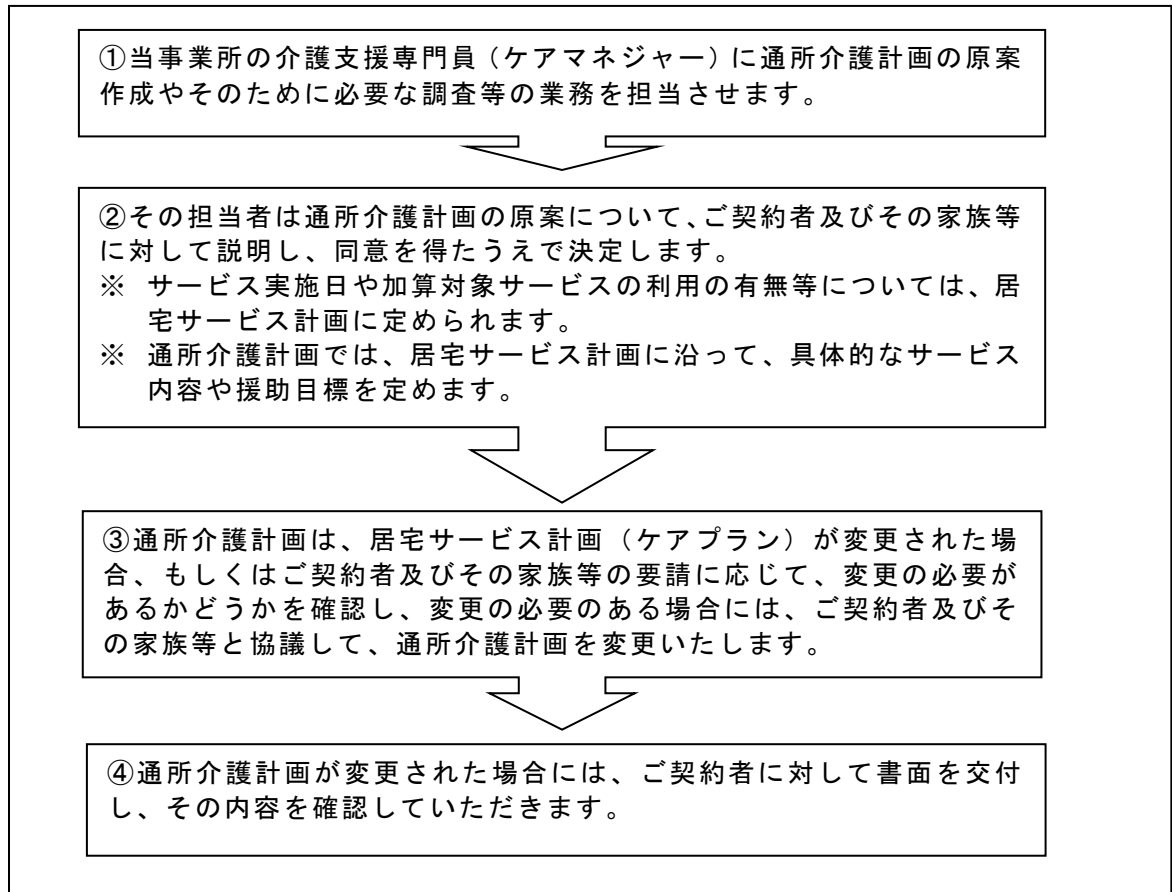 ①当事業所の介護支援専門員（ケアマネジャー）に通所介護計画の原案
作成やそのために必要な調査等の業務を担当させます。
②その担当者は通所介護計画の原案について、ご契約者及びその家族等
に対して説明し、同意を得たうえで決定します。
※ サービス実施日や加算対象サービスの利用の有無等については、居
宅サービス計画に定められます。
※ 通所介護計画では、居宅サービス計画に沿って、具体的なサービス
内容や援助目標を定めます。
③通所介護計画は、居宅サービス計画（ケアプラン）が変更された場
合、もしくはご契約者及びその家族等の要請に応じて、変更の必要が
あるかどうかを確認し、変更の必要のある場合には、ご契約者及びそ
の家族等と協議して、通所介護計画を変更いたします。
④通所介護計画が変更された場合には、ご契約者に対して書面を交付
し、その内容を確認していただきます。